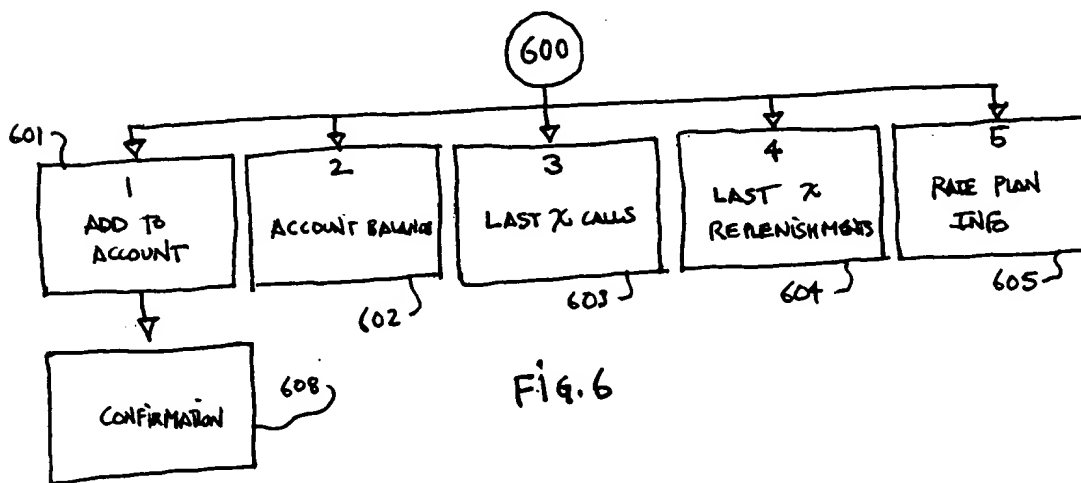 600
601
1
ADD TO
ACCOUNT
2
ACCOUNT BALANCE
602
3
LAST X CALLS
603
4
LAST X
REPLENISHMENTS
604
5
RATE PLAN
INFO
605
CONFIRMATION
608
FIG. 6